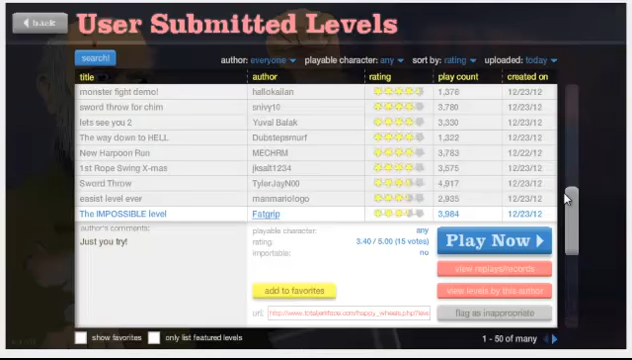 back User Submitted Levels
search! author: everyone playable character: any sort by: rating uploaded: today
title author rating play count created on
monster fight demo! hallokailan 1,376 12/23/12
sword throw for chim snivy10 3,780 12/23/12
lets see you 2 Yuval Balak 3,330 12/23/12
The way down to HELL Dubstepsmurf 1,322 12/23/12
New Harpoon Run MECHRM 3,783 12/22/12
1st Rope Swing X-mas jksalt1234 3,575 12/23/12
Sword Throw TylerJayN00 4,917 12/23/12
easist level ever manmariologo 2,935 12/23/12
The IMPOSSIBLE level Fatgrip 3,984 12/23/12
author's comments: playable character: any
Just you try! rating: 3.40 / 5.00 (15 votes) Play Now
importable: no
view replays/records
add to favorites view levels by this author
url: http://www.totaljerkface.com/happy_wheels.php?leve flag as inappropriate
show favorites only list featured levels 1 - 50 of many